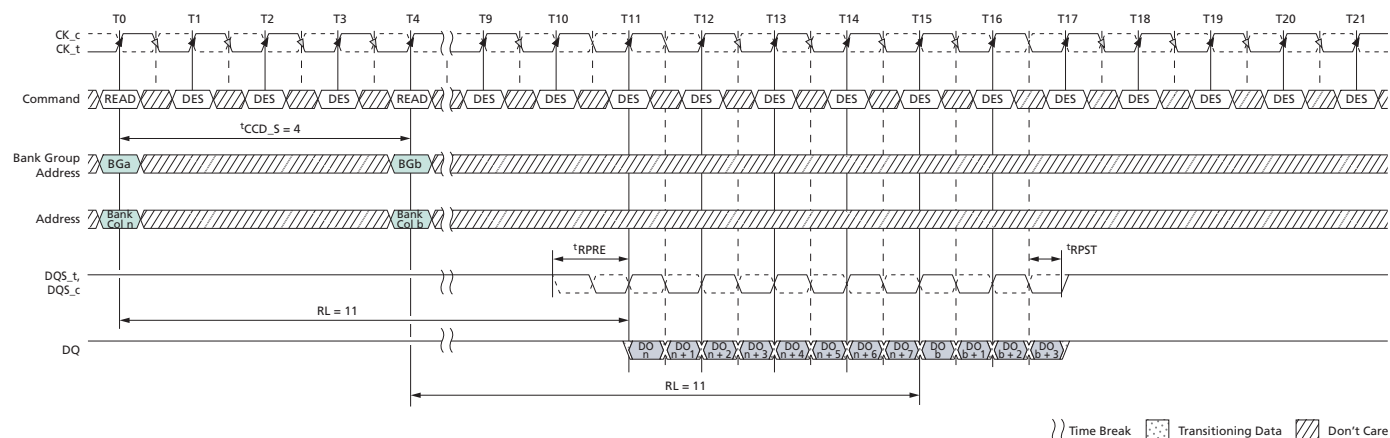 T0 T1 T2 T3 T4 T9 T10 T11 T12 T13 T14 T15 T16 T17 T18 T19 T20 T21
CK_c
CK_t
Command READ DES DES DES READ DES DES DES DES DES DES DES DES DES DES DES DES DES
tCCD_S = 4
Bank Group
Address
BGa BGb
Address
Bank
Col n
Bank
Col b
tRPRE tRPST
DQS_t,
DQS_c
RL = 11
DQ
DO
n
DO
n + 1
DO
n + 2
DO
n + 3
DO
n + 4
DO
n + 5
DO
n + 6
DO
n + 7
DO
b
DO
b + 1
DO
b + 2
DO
b + 3
RL = 11
Time Break Transitioning Data Don't Care